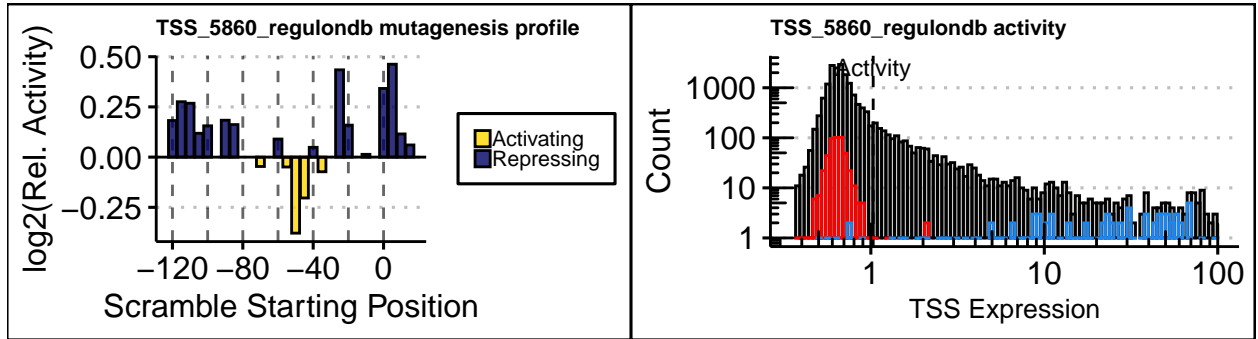 TSS_5860_regulondb mutagenesis profile
log2(Rel. Activity)
0.50
0.25
0.00
−0.25
−120
−80
−40
0
Scramble Starting Position
Activating
Repressing
TSS_5860_regulondb activity
Activity
Count
1000
100
10
1
1
10
100
TSS Expression